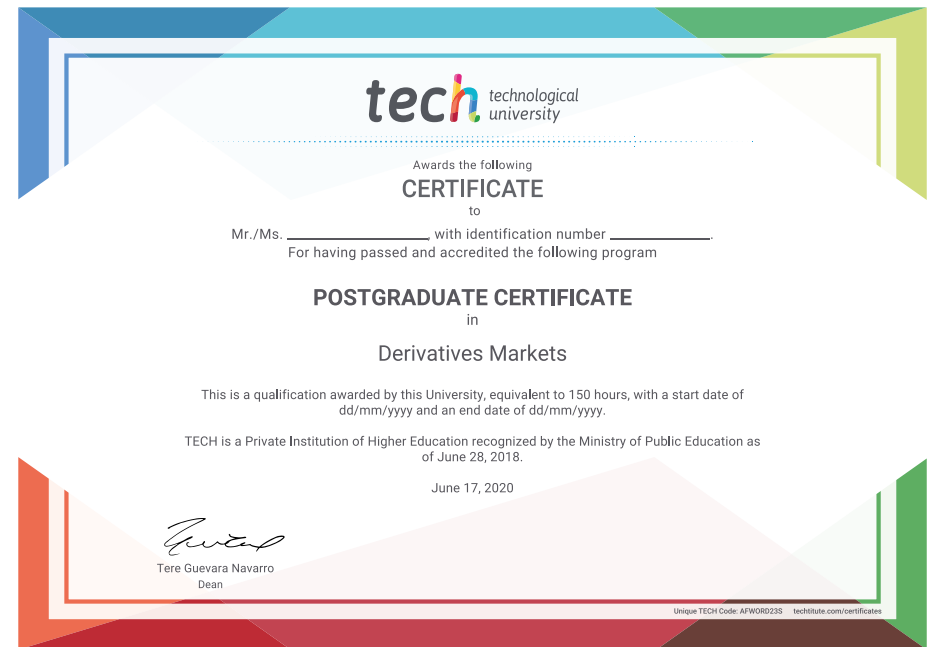 tech technological
university
Awards the following
CERTIFICATE
to
Mr./Ms. ____________________, with identification number ______________.
For having passed and accredited the following program
POSTGRADUATE CERTIFICATE
in
Derivatives Markets
This is a qualification awarded by this University, equivalent to 150 hours, with a start date of
dd/mm/yyyy and an end date of dd/mm/yyyy.
TECH is a Private Institution of Higher Education recognized by the Ministry of Public Education as
of June 28, 2018.
June 17, 2020
Tere Guevara Navarro
Dean
Unique TECH Code: AFWORD23S techtitute.com/certificates